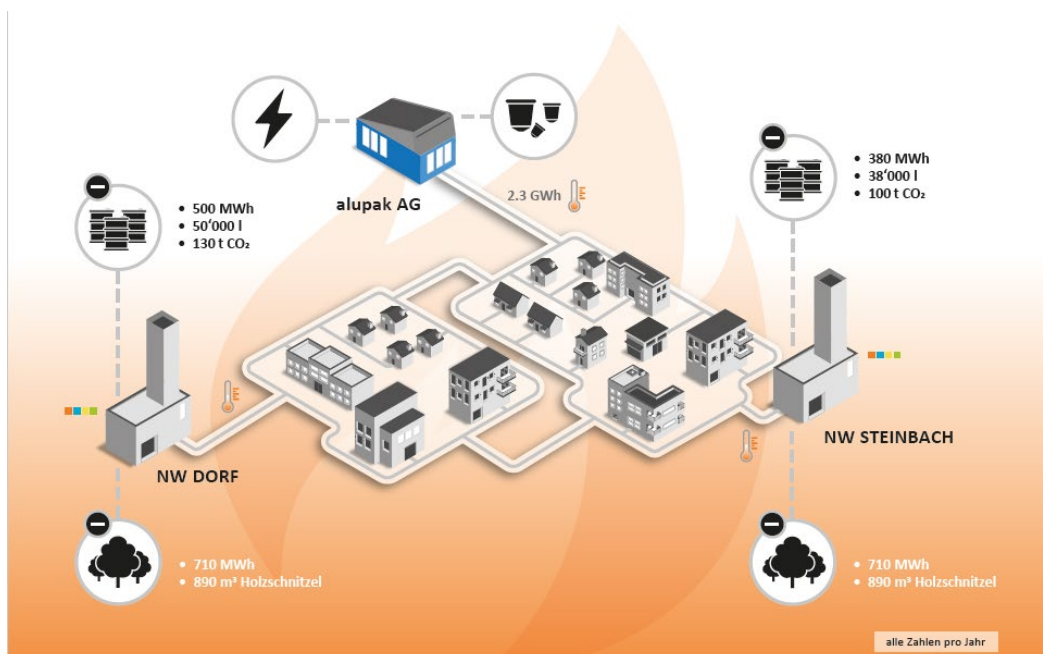 alupak AG
2.3 GWh
• 500 MWh
• 50‘000 l
• 130 t CO₂
• 380 MWh
• 38‘000 l
• 100 t CO₂
NW DORF
NW STEINBACH
• 710 MWh
• 890 m³ Holzschnitzel
• 710 MWh
• 890 m³ Holzschnitzel
alle Zahlen pro Jahr